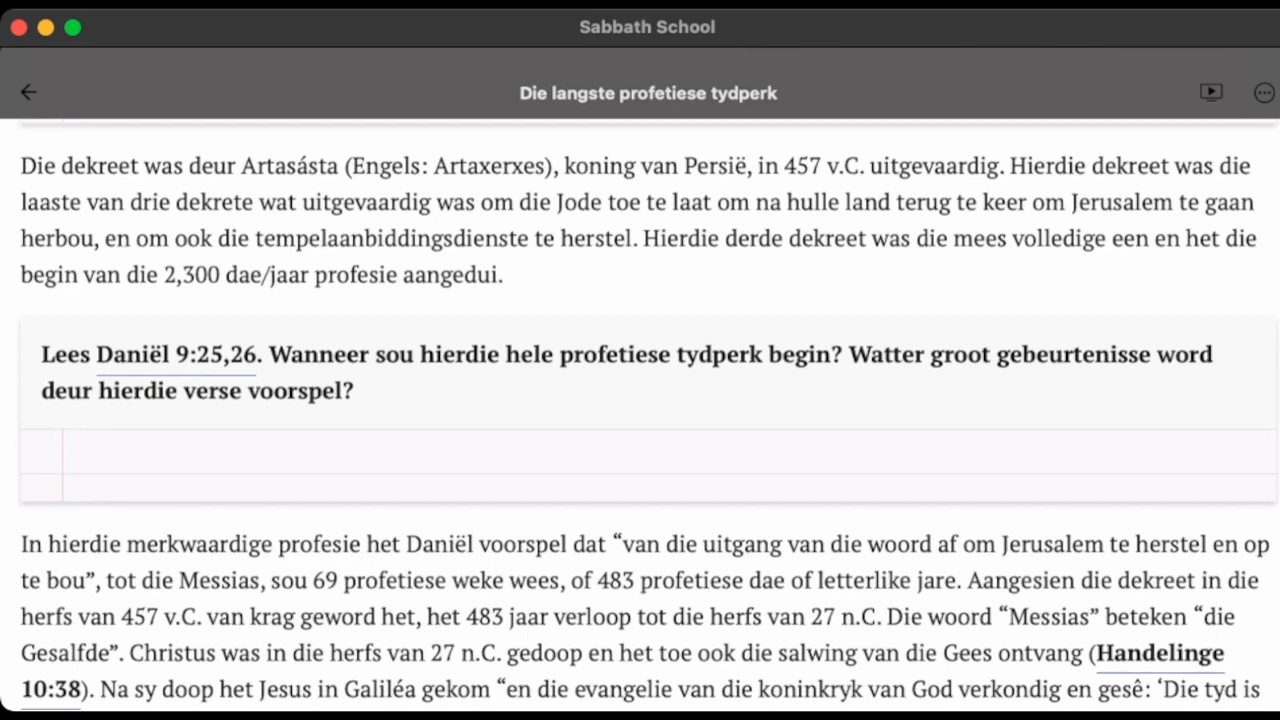 Sabbath School
Die langste profetiese tydperk
Die dekreet was deur Artasásta (Engels: Artaxerxes), koning van Persië, in 457 v.C. uitgevaardig. Hierdie dekreet was die
laaste van drie dekrete wat uitgevaardig was om die Jode toe te laat om na hulle land terug te keer om Jerusalem te gaan
herbou, en om ook die tempelaanbiddingsdienste te herstel. Hierdie derde dekreet was die mees volledige een en het die
begin van die 2,300 dae/jaar profesie aangedui.
Lees Daniël 9:25,26. Wanneer sou hierdie hele profetiese tydperk begin? Watter groot gebeurtenisse word
deur hierdie verse voorspel?
In hierdie merkwaardige profesie het Daniël voorspel dat “van die uitgang van die woord af om Jerusalem te herstel en op
te bou”, tot die Messias, sou 69 profetiese weke wees, of 483 profetiese dae of letterlike jare. Aangesien die dekreet in die
herfs van 457 v.C. van krag geword het, het 483 jaar verloop tot die herfs van 27 n.C. Die woord “Messias” beteken “die
Gesalfde”. Christus was in die herfs van 27 n.C. gedoop en het toe ook die salwing van die Gees ontvang (Handelinge
10:38). Na sy doop het Jesus in Galiléa gekom “en die evangelie van die koninkryk van God verkondig en gesê: ‘Die tyd is